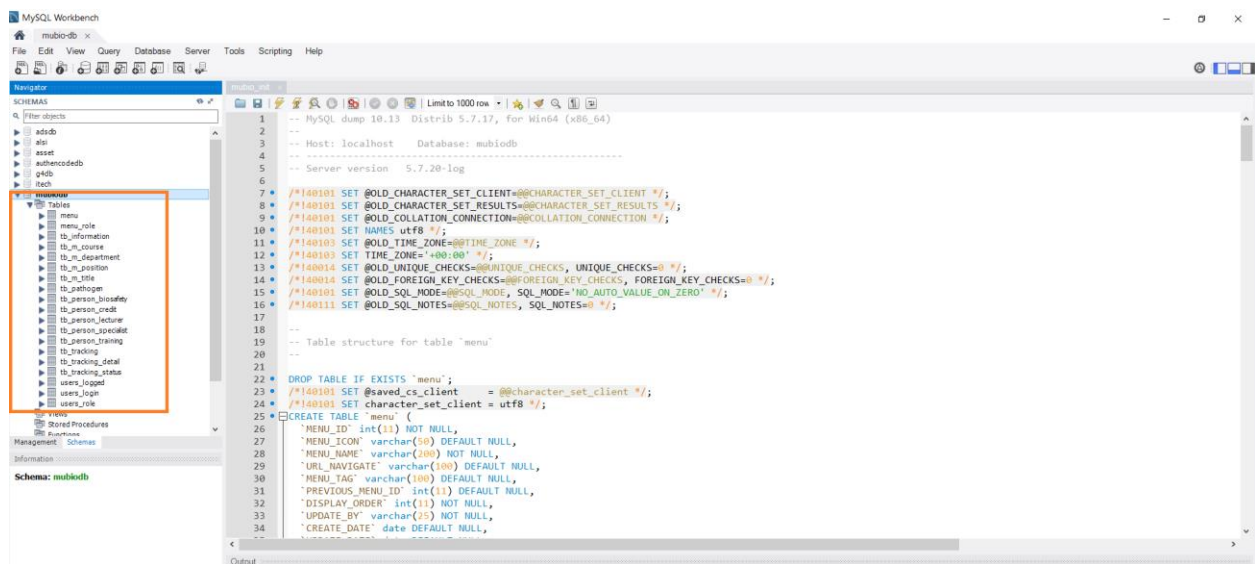 MySQL Workbench
mubio-db
File Edit View Query Database Server Tools Scripting Help
Navigator
SCHEMAS
Filter objects
adsdb
alsi
asset
authencodedb
g4db
itech
mubiodb
Tables
menu
menu_role
tb_information
tb_m_course
tb_m_department
tb_m_position
tb_m_title
tb_pathogen
tb_person_biosafety
tb_person_credit
tb_person_lecturer
tb_person_specialist
tb_person_training
tb_tracking
tb_tracking_detail
tb_tracking_status
users_logged
users_login
users_role
Views
Stored Procedures
Functions
Management Schemas
Information
Schema: mubiodb
mubio_init
Limit to 1000 row
1 -- MySQL dump 10.13 Distrib 5.7.17, for Win64 (x86_64)
2 --
3 -- Host: localhost Database: mubiodb
4 -- ------------------------------------------------------
5 -- Server version 5.7.20-log
6
7 /*!40101 SET @OLD_CHARACTER_SET_CLIENT=@@CHARACTER_SET_CLIENT */;
8 /*!40101 SET @OLD_CHARACTER_SET_RESULTS=@@CHARACTER_SET_RESULTS */;
9 /*!40101 SET @OLD_COLLATION_CONNECTION=@@COLLATION_CONNECTION */;
10 /*!40101 SET NAMES utf8 */;
11 /*!40103 SET @OLD_TIME_ZONE=@@TIME_ZONE */;
12 /*!40103 SET TIME_ZONE='+00:00' */;
13 /*!40014 SET @OLD_UNIQUE_CHECKS=@@UNIQUE_CHECKS, UNIQUE_CHECKS=0 */;
14 /*!40014 SET @OLD_FOREIGN_KEY_CHECKS=@@FOREIGN_KEY_CHECKS, FOREIGN_KEY_CHECKS=0 */;
15 /*!40101 SET @OLD_SQL_MODE=@@SQL_MODE, SQL_MODE='NO_AUTO_VALUE_ON_ZERO' */;
16 /*!40111 SET @OLD_SQL_NOTES=@@SQL_NOTES, SQL_NOTES=0 */;
17
18 --
19 -- Table structure for table `menu`
20 --
21
22 DROP TABLE IF EXISTS `menu`;
23 /*!40101 SET @saved_cs_client = @@character_set_client */;
24 /*!40101 SET character_set_client = utf8 */;
25 CREATE TABLE `menu` (
26 `MENU_ID` int(11) NOT NULL,
27 `MENU_ICON` varchar(50) DEFAULT NULL,
28 `MENU_NAME` varchar(200) NOT NULL,
29 `URL_NAVIGATE` varchar(100) DEFAULT NULL,
30 `MENU_TAG` varchar(100) DEFAULT NULL,
31 `PREVIOUS_MENU_ID` int(11) DEFAULT NULL,
32 `DISPLAY_ORDER` int(11) NOT NULL,
33 `UPDATE_BY` varchar(25) NOT NULL,
34 `CREATE_DATE` date DEFAULT NULL,
Output